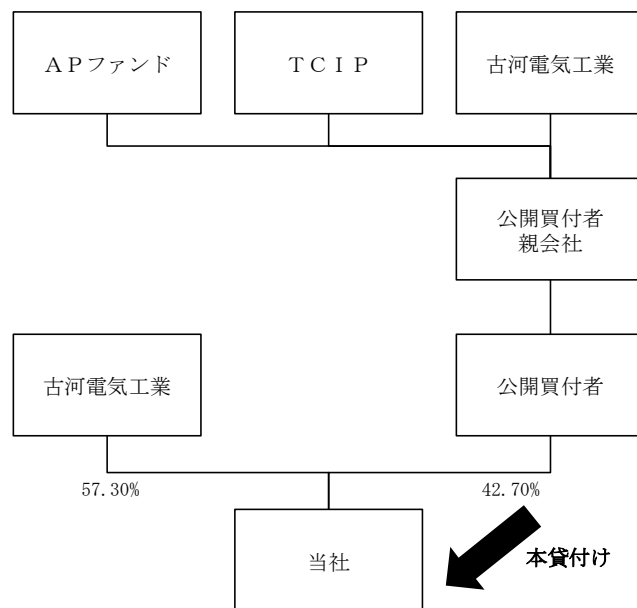 APファンド
TCIP
古河電気工業
公開買付者
親会社
古河電気工業
公開買付者
57.30%
42.70%
当社
本貸付け